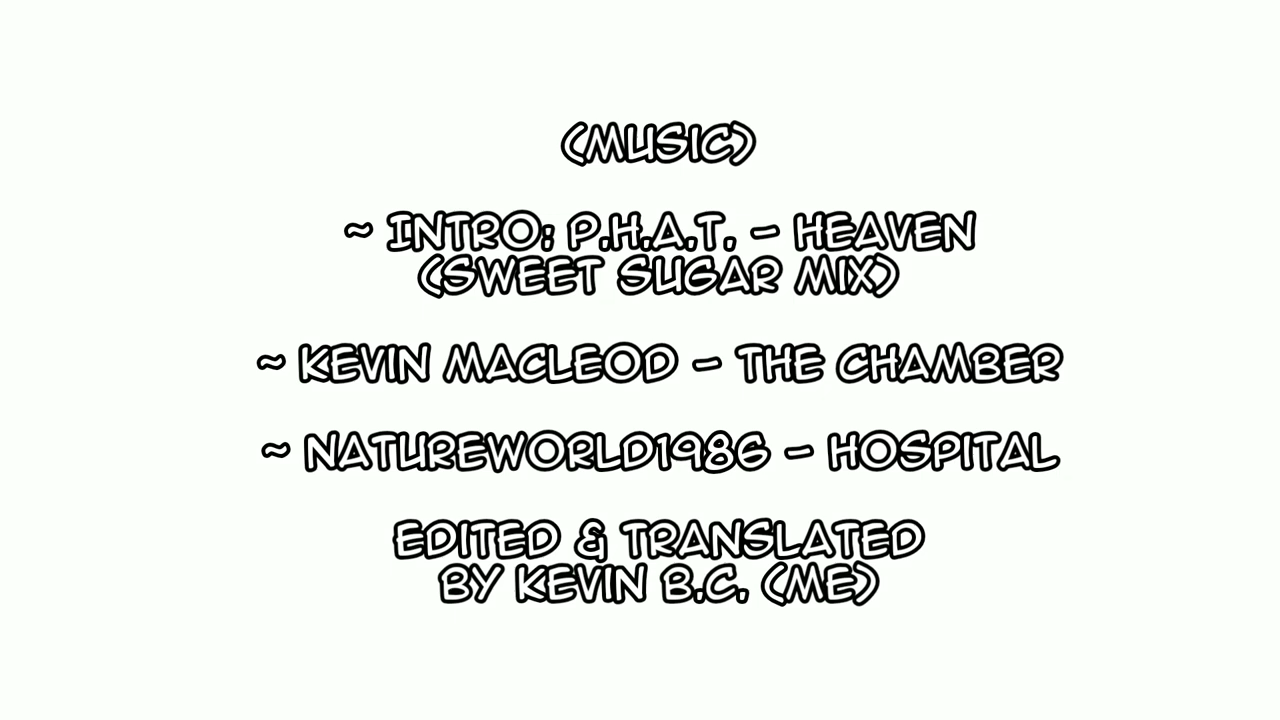 (MUSIC)
~ INTRO: P.H.A.T. - HEAVEN
(SWEET SUGAR MIX)
~ KEVIN MACLEOD - THE CHAMBER
~ NATUREWORLD1986 - HOSPITAL
EDITED & TRANSLATED
BY KEVIN B.C. (ME)